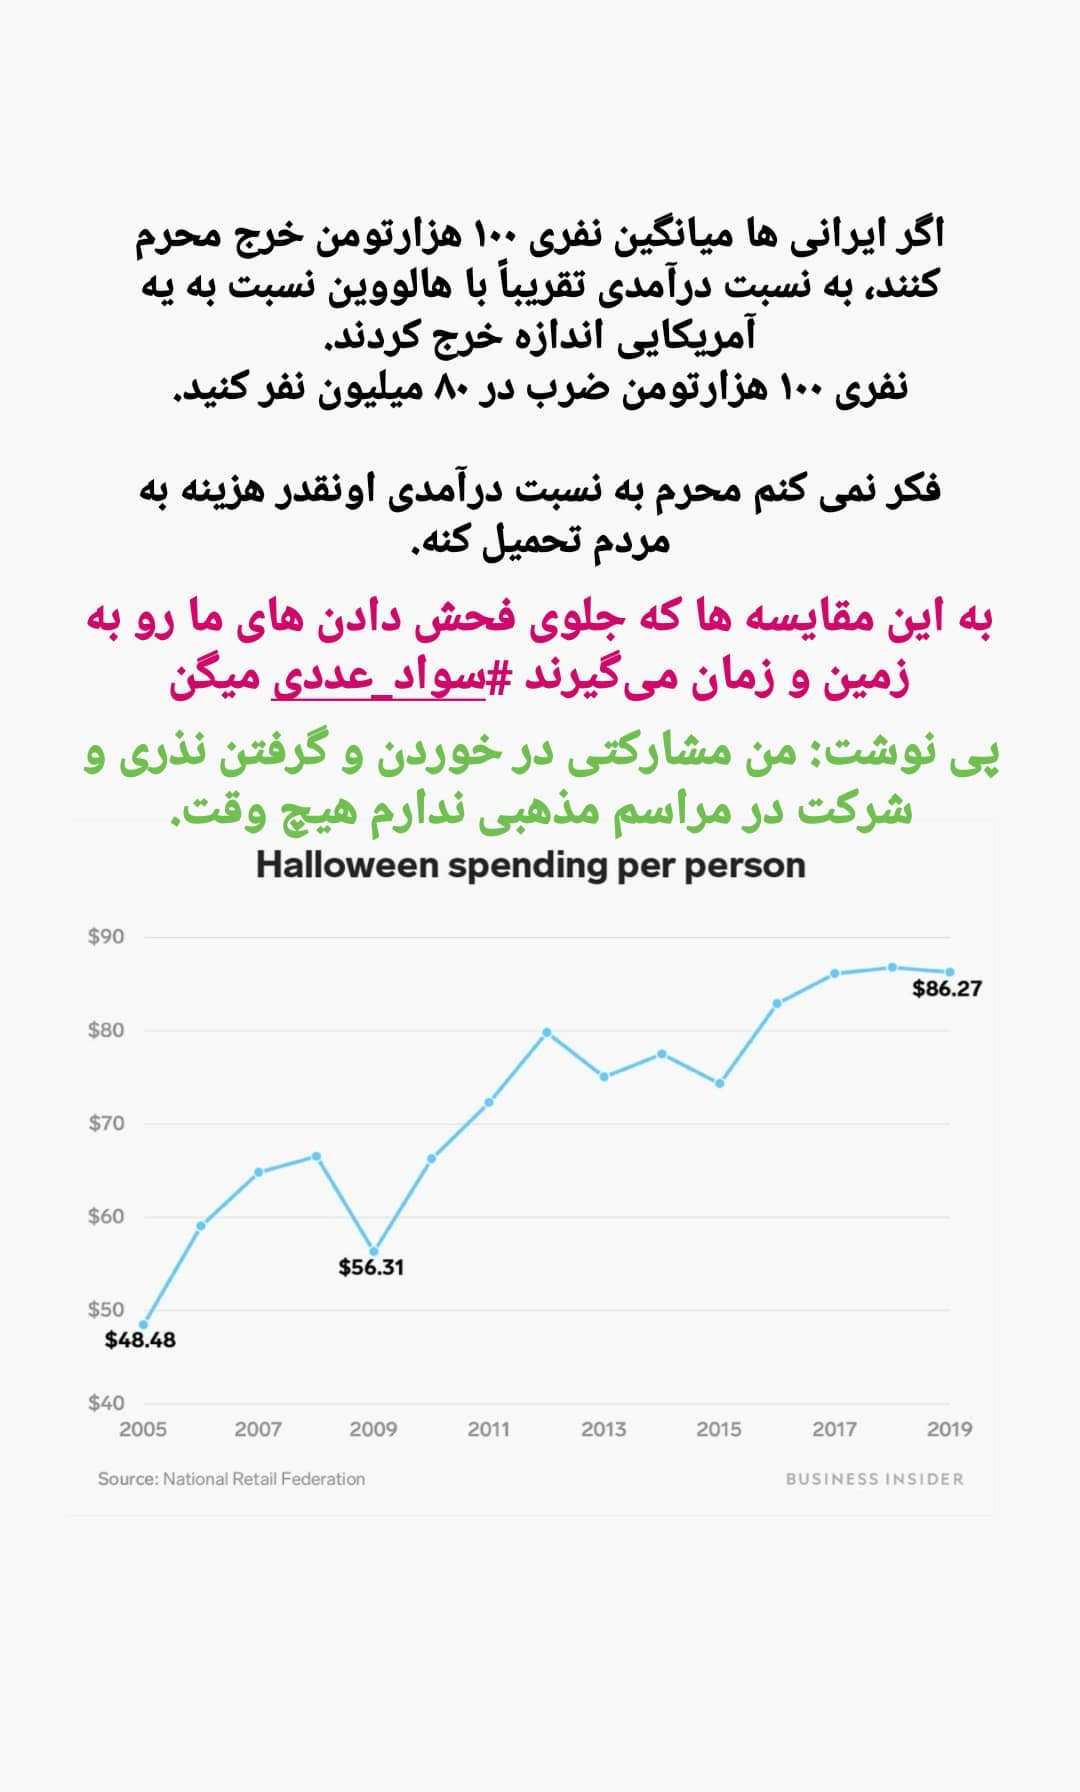 اگر ایرانی ها میانگین نفری ۱۰۰ هزارتومن خرج محرم
کنند، به نسبت درآمدی تقریباً با هالووین نسبت به یه
آمریکایی اندازه خرج کردند.
نفری ۱۰۰ هزارتومن ضرب در ۸۰ میلیون نفر کنید.
فکر نمی کنم محرم به نسبت درآمدی اونقدر هزینه به
مردم تحمیل کنه.
به این مقایسه ها که جلوی فحش دادن های ما رو به
زمین و زمان می‌گیرند #سواد_عددی میگن
پی نوشت: من مشارکتی در خوردن و گرفتن نذری و
شرکت در مراسم مذهبی ندارم هیچ وقت.
Halloween spending per person
$90
$86.27
$80
$70
$60
$56.31
$50
$48.48
$40
2005 2007 2009 2011 2013 2015 2017 2019
Source: National Retail Federation
BUSINESS INSIDER